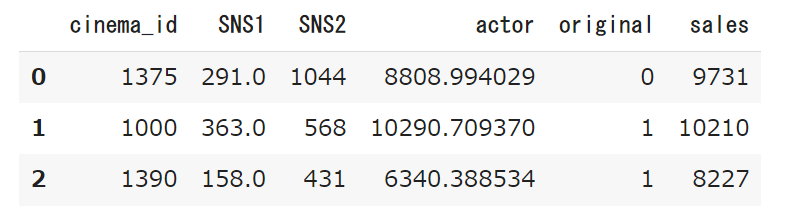 cinema_id SNS1 SNS2 actor original sales
0 1375 291.0 1044 8808.994029 0 9731
1 1000 363.0 568 10290.709370 1 10210
2 1390 158.0 431 6340.388534 1 8227